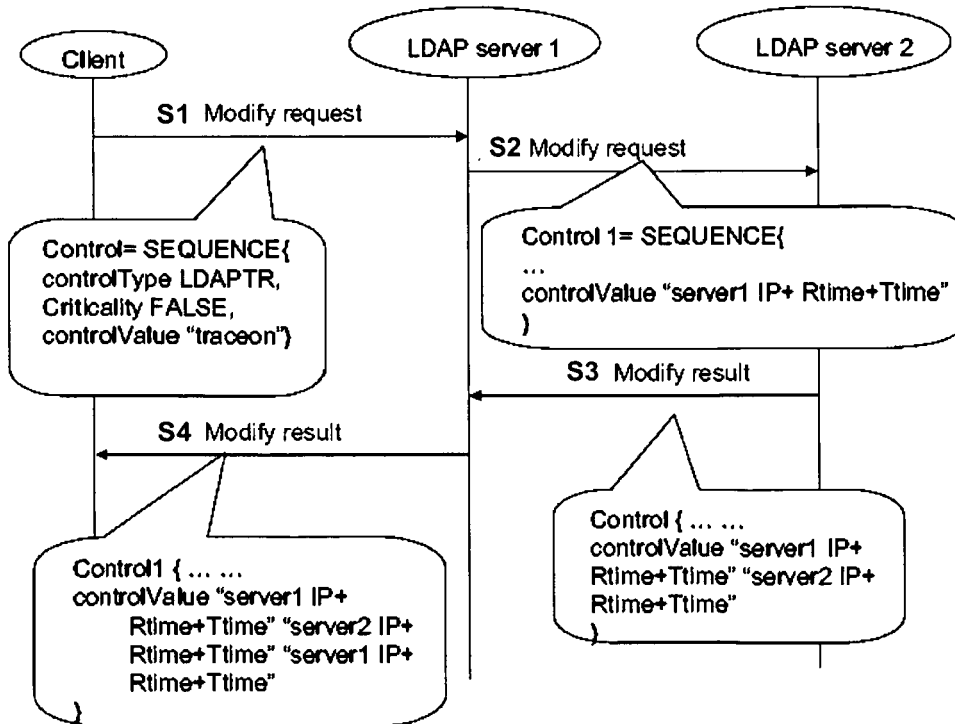 Client
LDAP server 1
LDAP server 2
S1 Modify request
S2 Modify request
Control= SEQUENCE{
controlType LDAPTR,
Criticality FALSE,
controlValue "traceon"}
Control 1= SEQUENCE{
...
controlValue "server1 IP+ Rtime+Ttime"
}
S3 Modify result
S4 Modify result
Control { ... ...
controlValue "server1 IP+
Rtime+Ttime" "server2 IP+
Rtime+Ttime"
}
Control1 { ... ...
controlValue "server1 IP+
Rtime+Ttime" "server2 IP+
Rtime+Ttime" "server1 IP+
Rtime+Ttime"
}